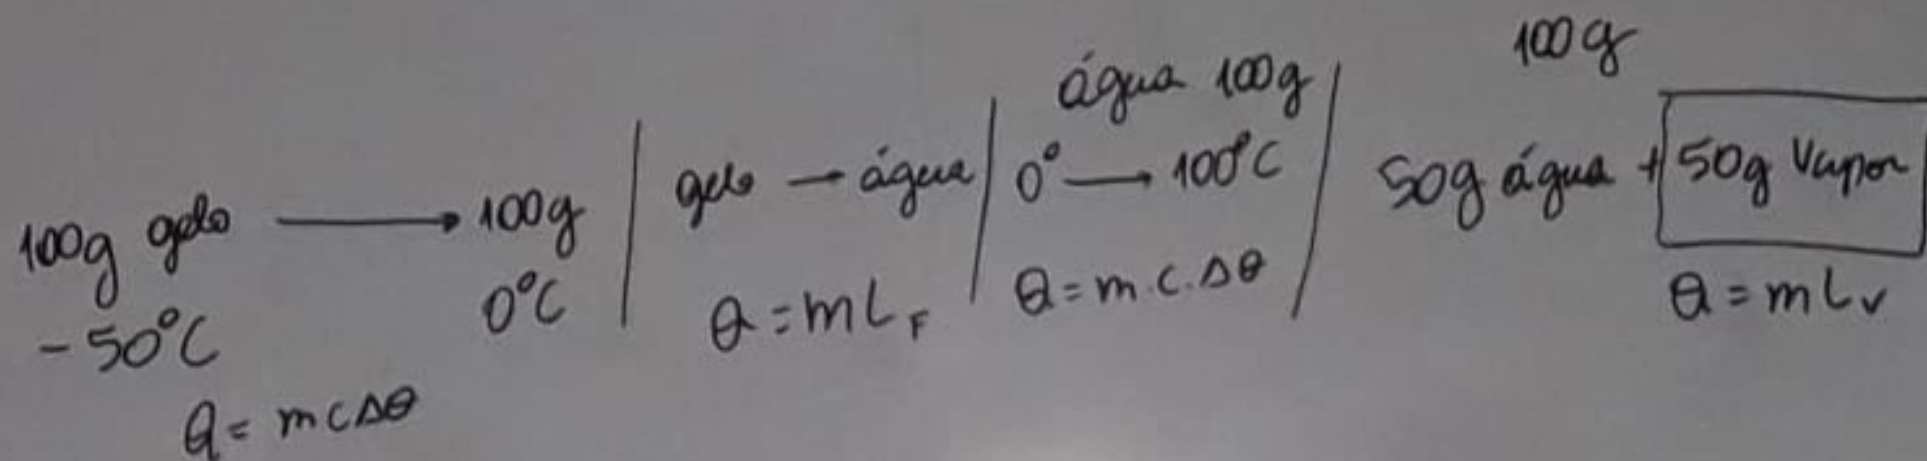 100g gelo → 100g
-50°C 0°C
Q = mcΔθ
gelo → água
Q = mL_F
água 100g
0° → 100°C
Q = m.c.Δθ
100g
50g água + 50g Vapor
Q = mLv